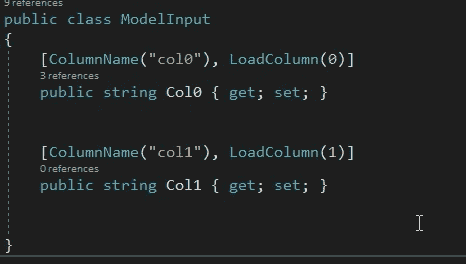 9 references
public class ModelInput
{
[ColumnName("col0"), LoadColumn(0)]
3 references
public string Col0 { get; set; }
[ColumnName("col1"), LoadColumn(1)]
0 references
public string Col1 { get; set; }
}